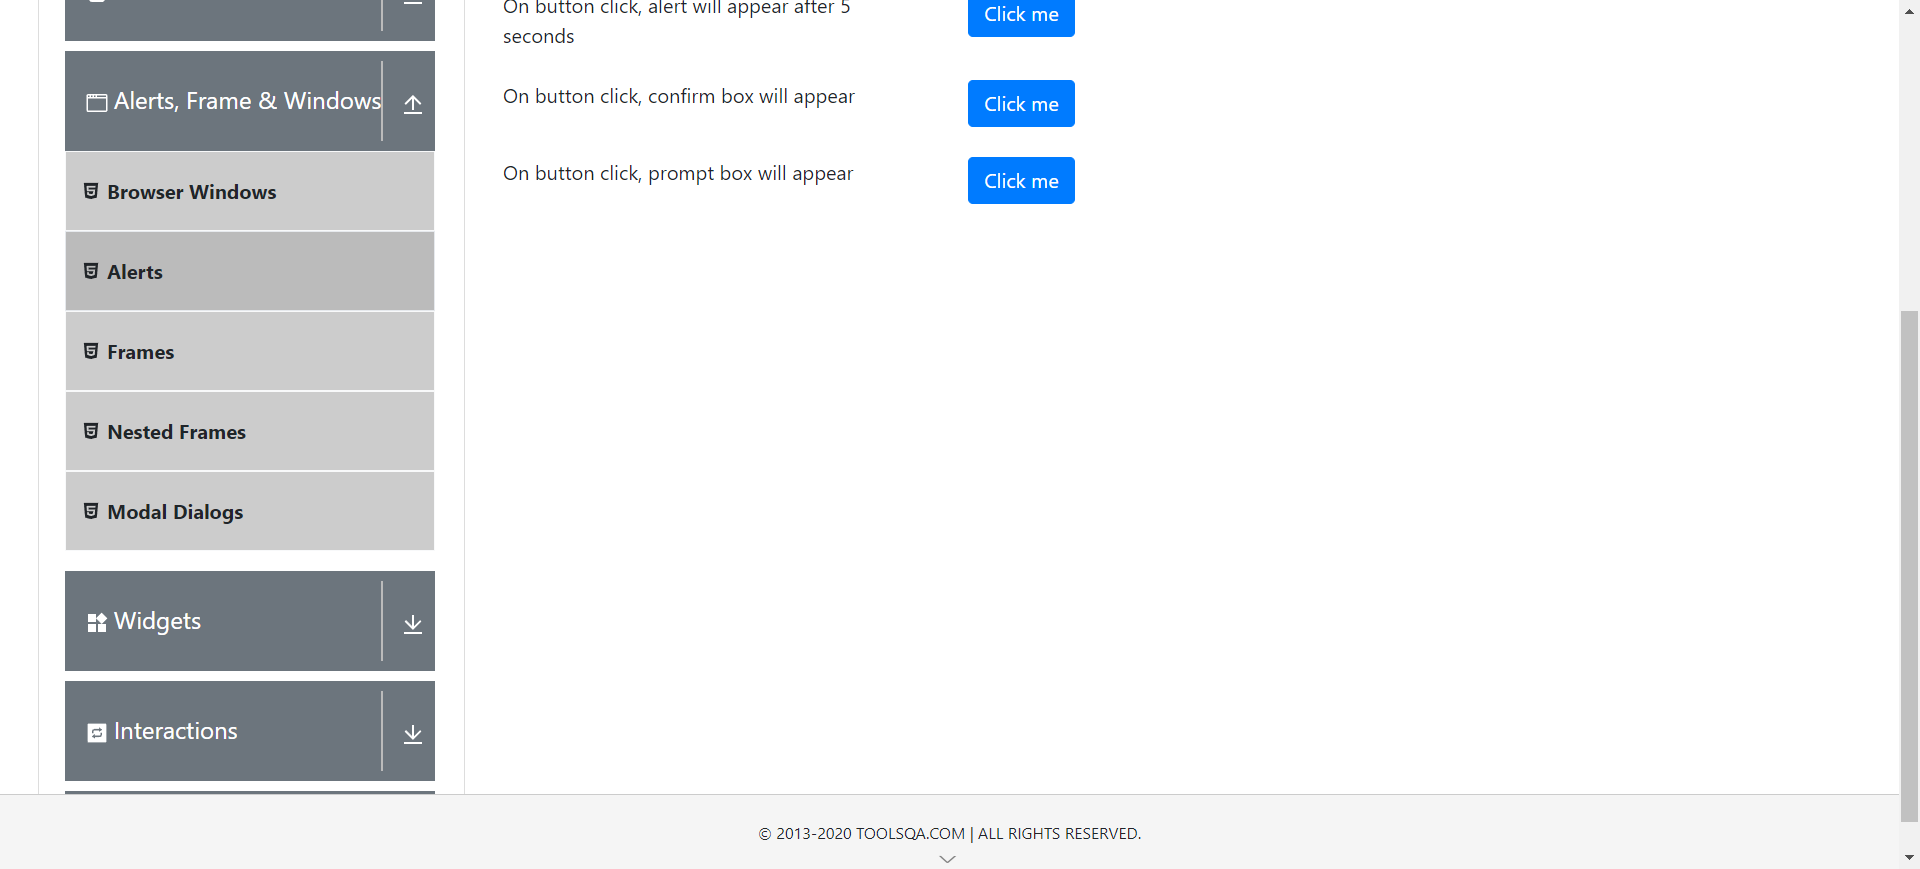 On button click, alert will appear after 5
seconds
Click me
Alerts, Frame & Windows
On button click, confirm box will appear
Click me
On button click, prompt box will appear
Click me
Browser Windows
Alerts
Frames
Nested Frames
Modal Dialogs
Widgets
Interactions
© 2013-2020 TOOLSQA.COM | ALL RIGHTS RESERVED.